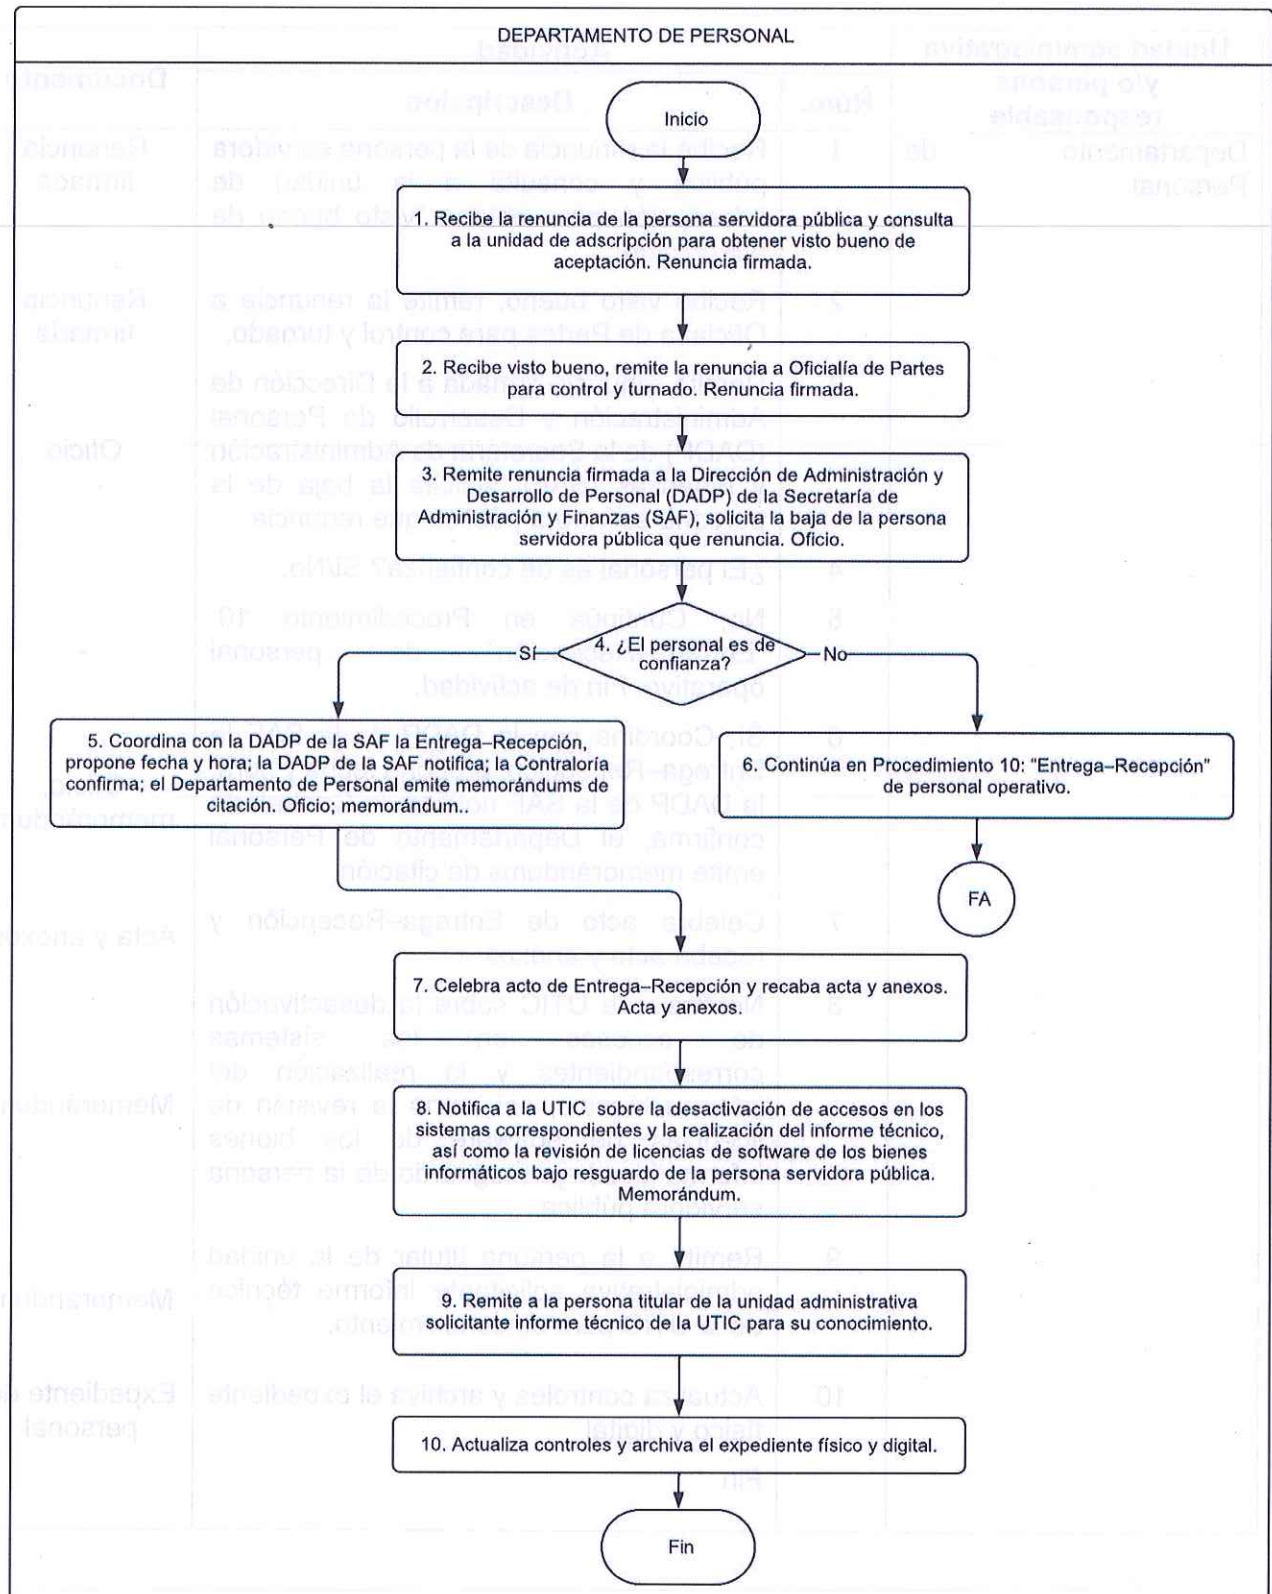 DEPARTAMENTO DE PERSONAL
Inicio
1. Recibe la renuncia de la persona servidora pública y consulta
a la unidad de adscripción para obtener visto bueno de
aceptación. Renuncia firmada.
2. Recibe visto bueno, remite la renuncia a Oficialía de Partes
para control y turnado. Renuncia firmada.
3. Remite renuncia firmada a la Dirección de Administración y
Desarrollo de Personal (DADP) de la Secretaría de
Administración y Finanzas (SAF), solicita la baja de la persona
servidora pública que renuncia. Oficio.
4. ¿El personal es de
confianza?
Sí
No
5. Coordina con la DADP de la SAF la Entrega–Recepción,
propone fecha y hora; la DADP de la SAF notifica; la Contraloría
confirma; el Departamento de Personal emite memorándums de
citación. . Oficio; memorándum..
6. Continúa en Procedimiento 10: "Entrega–Recepción"
de personal operativo.
FA
7. Celebra acto de Entrega–Recepción y recaba acta y anexos.
Acta y anexos.
8. Notifica a la UTIC sobre la desactivación de accesos en los
sistemas correspondientes y la realización del informe técnico,
así como la revisión de licencias de software de los bienes
informáticos bajo resguardo de la persona servidora pública.
Memorándum.
9. Remite a la persona titular de la unidad administrativa
solicitante informe técnico de la UTIC para su conocimiento.
10. Actualiza controles y archiva el expediente físico y digital.
Fin